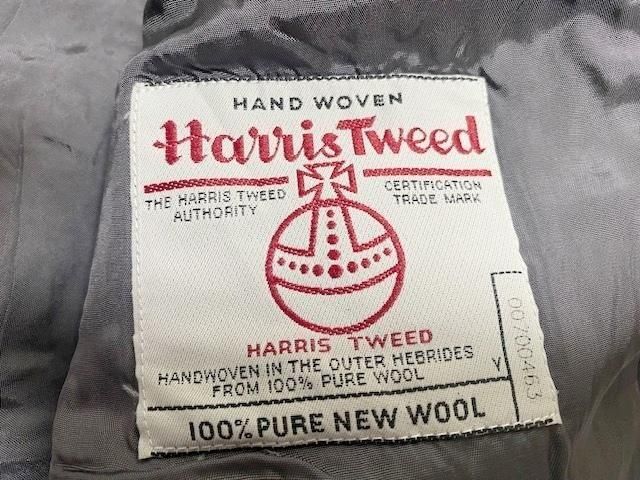 HAND WOVEN
Harris Tweed
THE HARRIS TWEED AUTHORITY
CERTIFICATION TRADE MARK
HARRIS TWEED
HANDWOVEN IN THE OUTER HEBRIDES
FROM 100% PURE WOOL
Y
00700463
100% PURE NEW WOOL